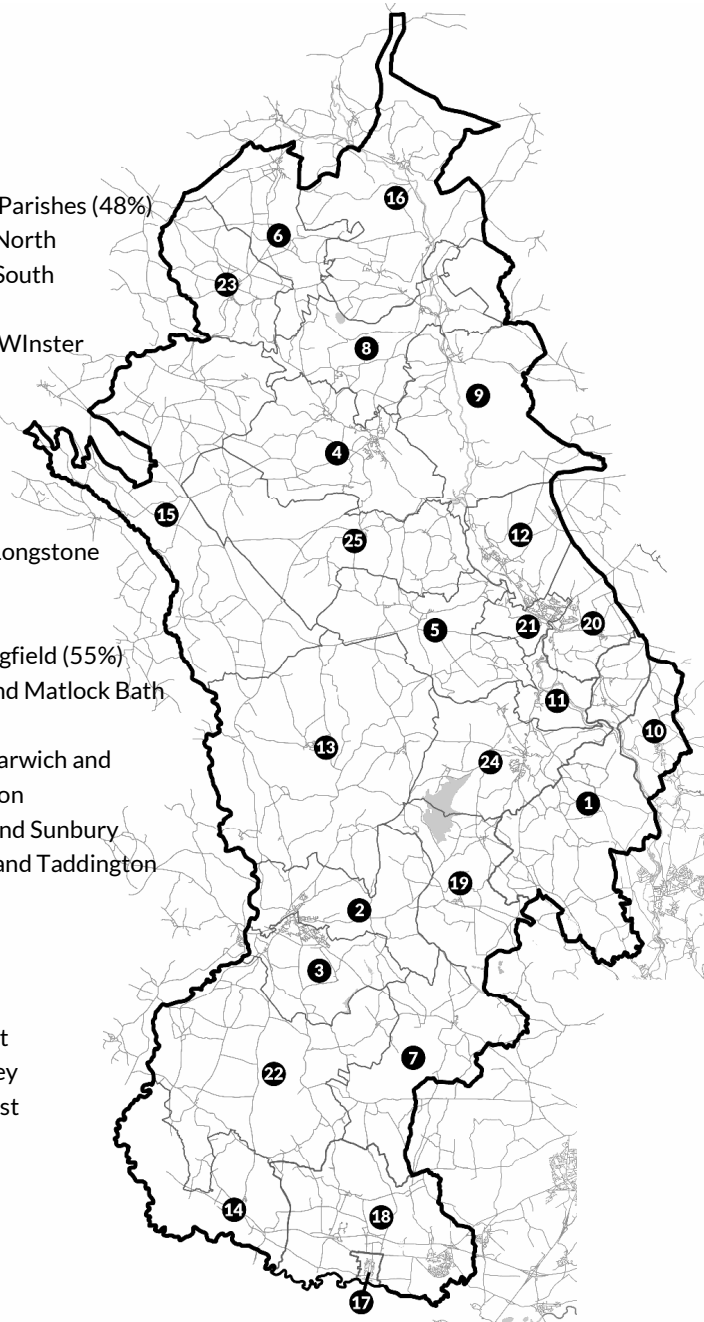 Parishes (48%)
North
South
WInster
ongstone
gfield (55%)
nd Matlock Bath
arwich and
on
nd Sunbury
and Taddington
t
ey
st
16
6
23
8
9
4
15
12
25
21
20
5
11
10
13
24
1
19
2
3
7
22
14
18
17